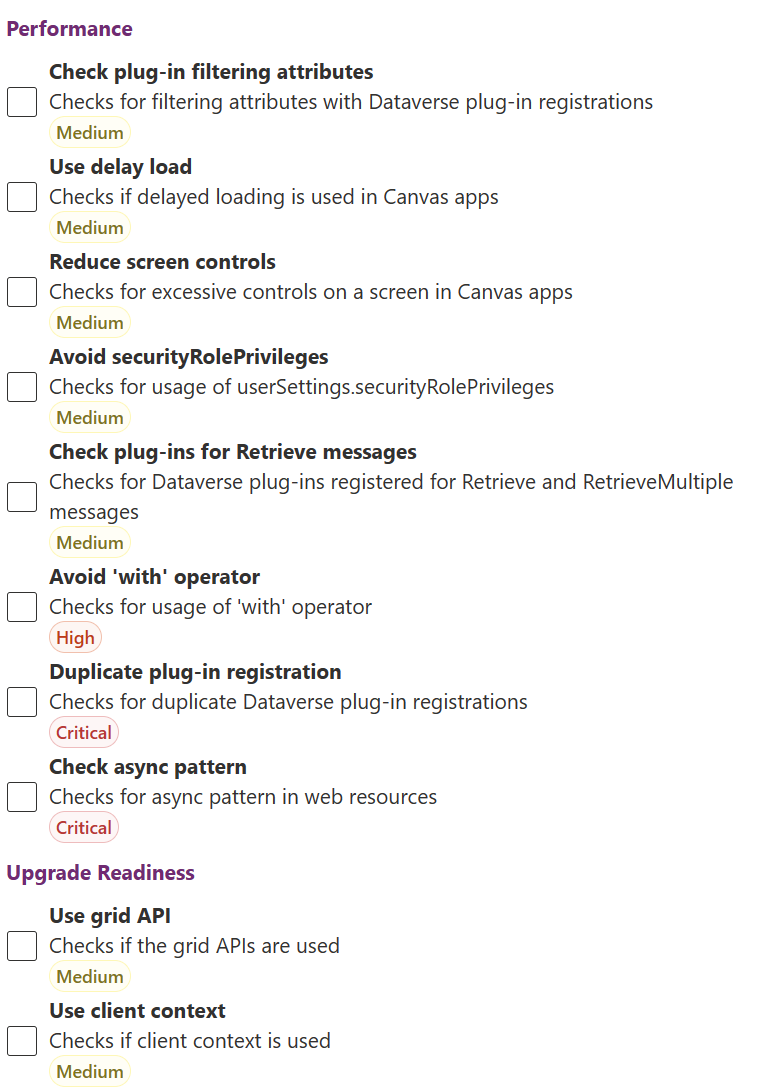 Performance
Check plug-in filtering attributes
Checks for filtering attributes with Dataverse plug-in registrations
Medium
Use delay load
Checks if delayed loading is used in Canvas apps
Medium
Reduce screen controls
Checks for excessive controls on a screen in Canvas apps
Medium
Avoid securityRolePrivileges
Checks for usage of userSettings.securityRolePrivileges
Medium
Check plug-ins for Retrieve messages
Checks for Dataverse plug-ins registered for Retrieve and RetrieveMultiple
messages
Medium
Avoid 'with' operator
Checks for usage of 'with' operator
High
Duplicate plug-in registration
Checks for duplicate Dataverse plug-in registrations
Critical
Check async pattern
Checks for async pattern in web resources
Critical
Upgrade Readiness
Use grid API
Checks if the grid APIs are used
Medium
Use client context
Checks if client context is used
Medium